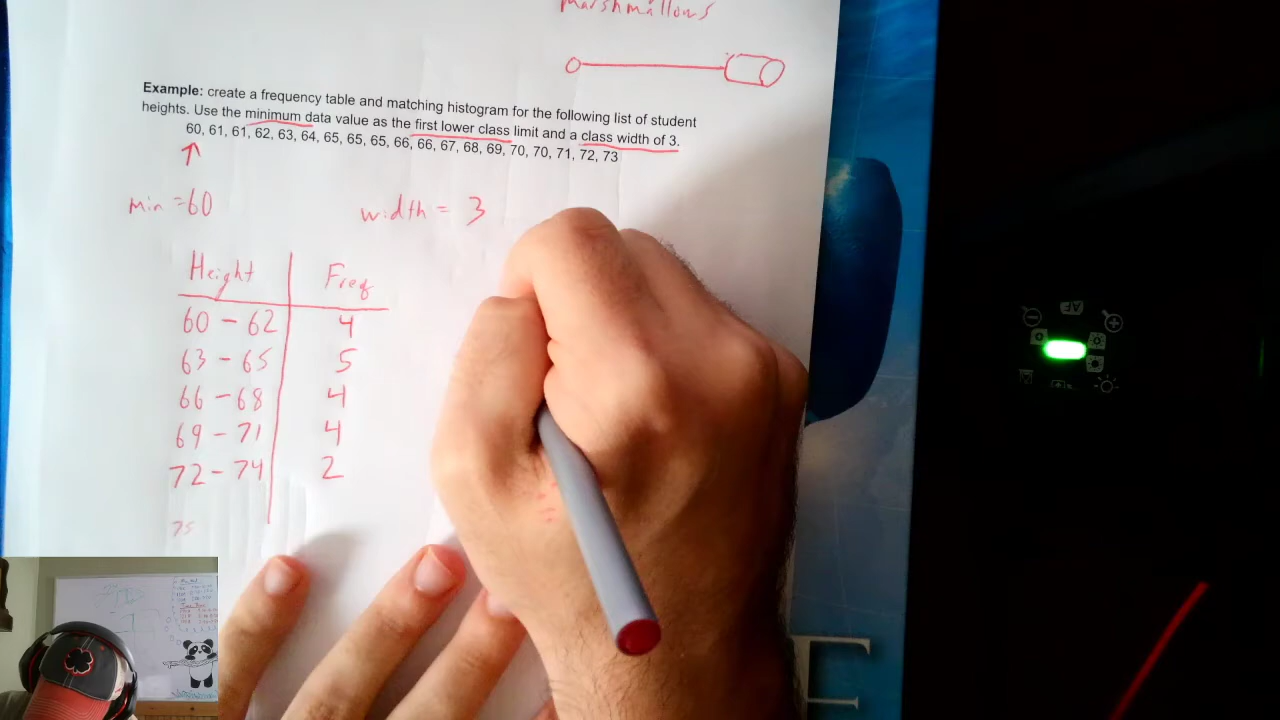 marshmallows
Example: create a frequency table and matching histogram for the following list of student
heights. Use the minimum data value as the first lower class limit and a class width of 3.
60, 61, 61, 62, 63, 64, 65, 65, 65, 66, 66, 67, 68, 69, 70, 70, 71, 72, 73
Min = 60 width = 3
Height Freq
60 - 62 4
63 - 65 5
66 - 68 4
69 - 71 4
72 - 74 2
75
AF
E